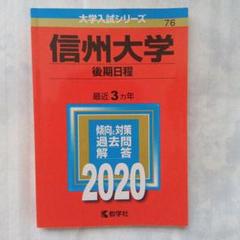 大学入試シリーズ
76
信州大学
後期日程
最近3カ年
傾向と対策
過去問
解答
2020
教学社